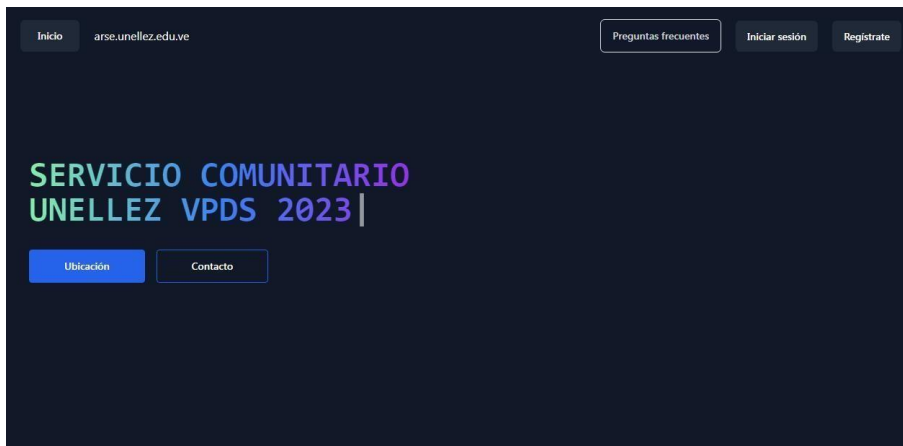 Inicio arse.unellez.edu.ve Preguntas frecuentes Iniciar sesión Regístrate
SERVICIO COMUNITARIO
UNELLEZ VPDS 2023
Ubicación Contacto